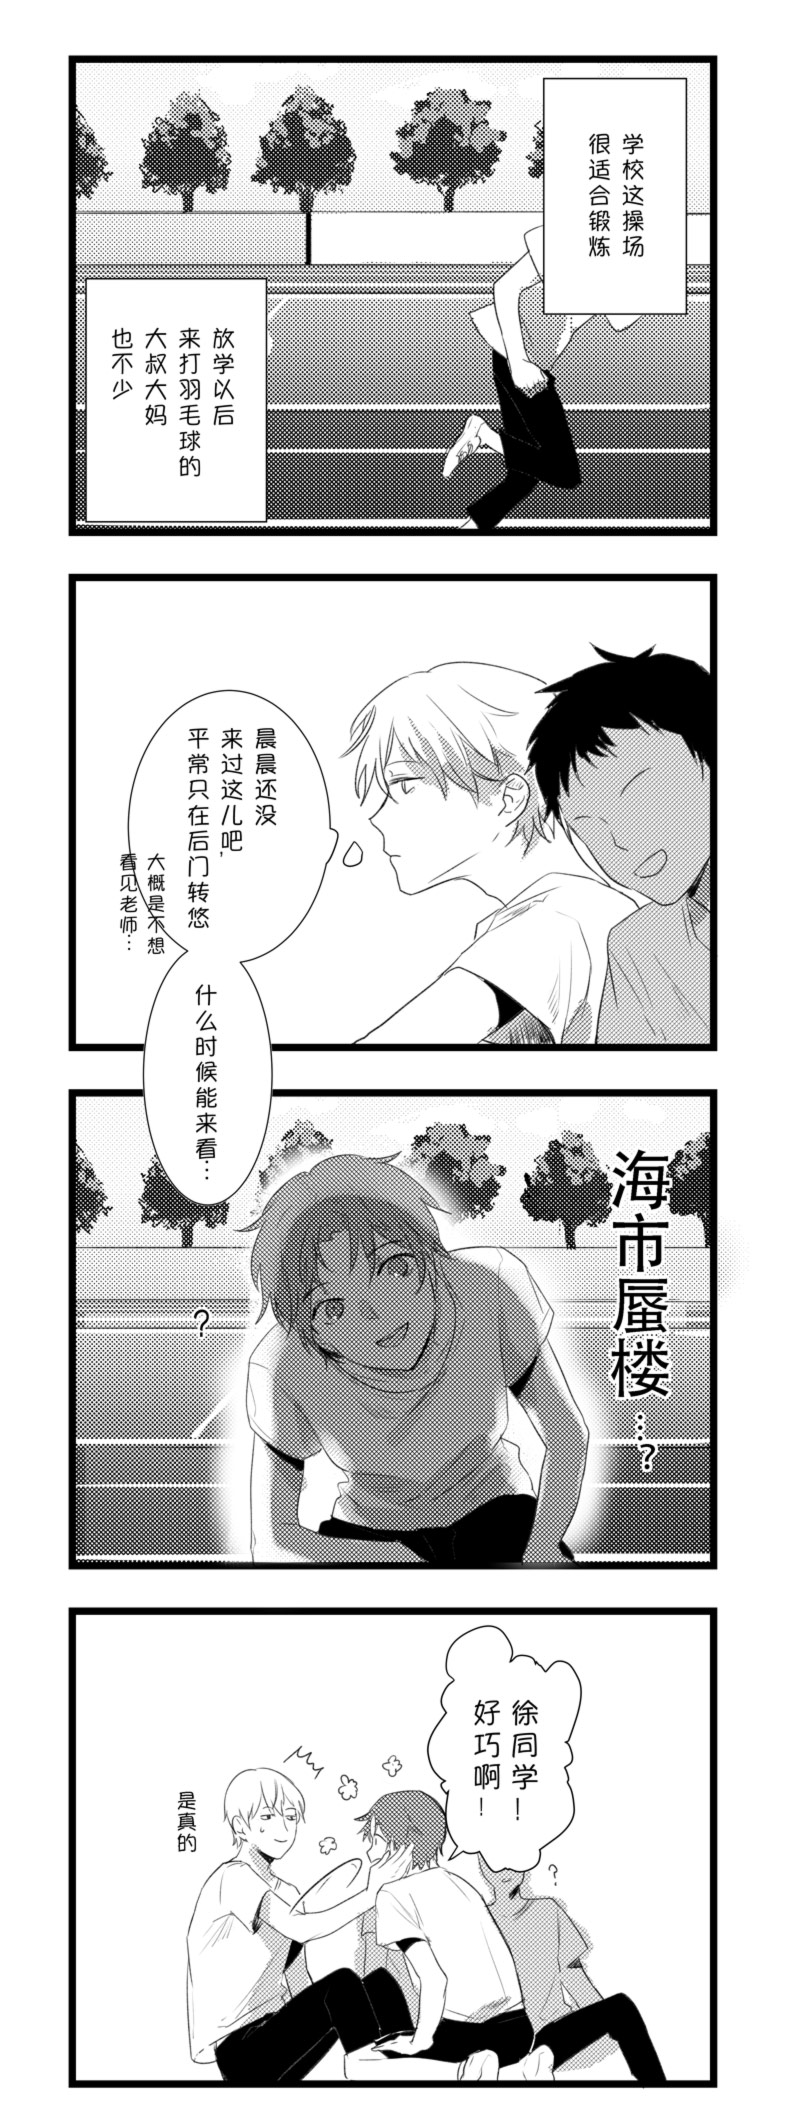 学校这操场
很适合锻炼
放学以后
来打羽毛球的
大叔大妈
也不少
晨晨还没
来过这儿吧,
平常只在后门转悠
大概是不想
看见老师…
什么时候能来看…
海市蜃楼…?
?
徐同学!
好巧啊!
是真的
?